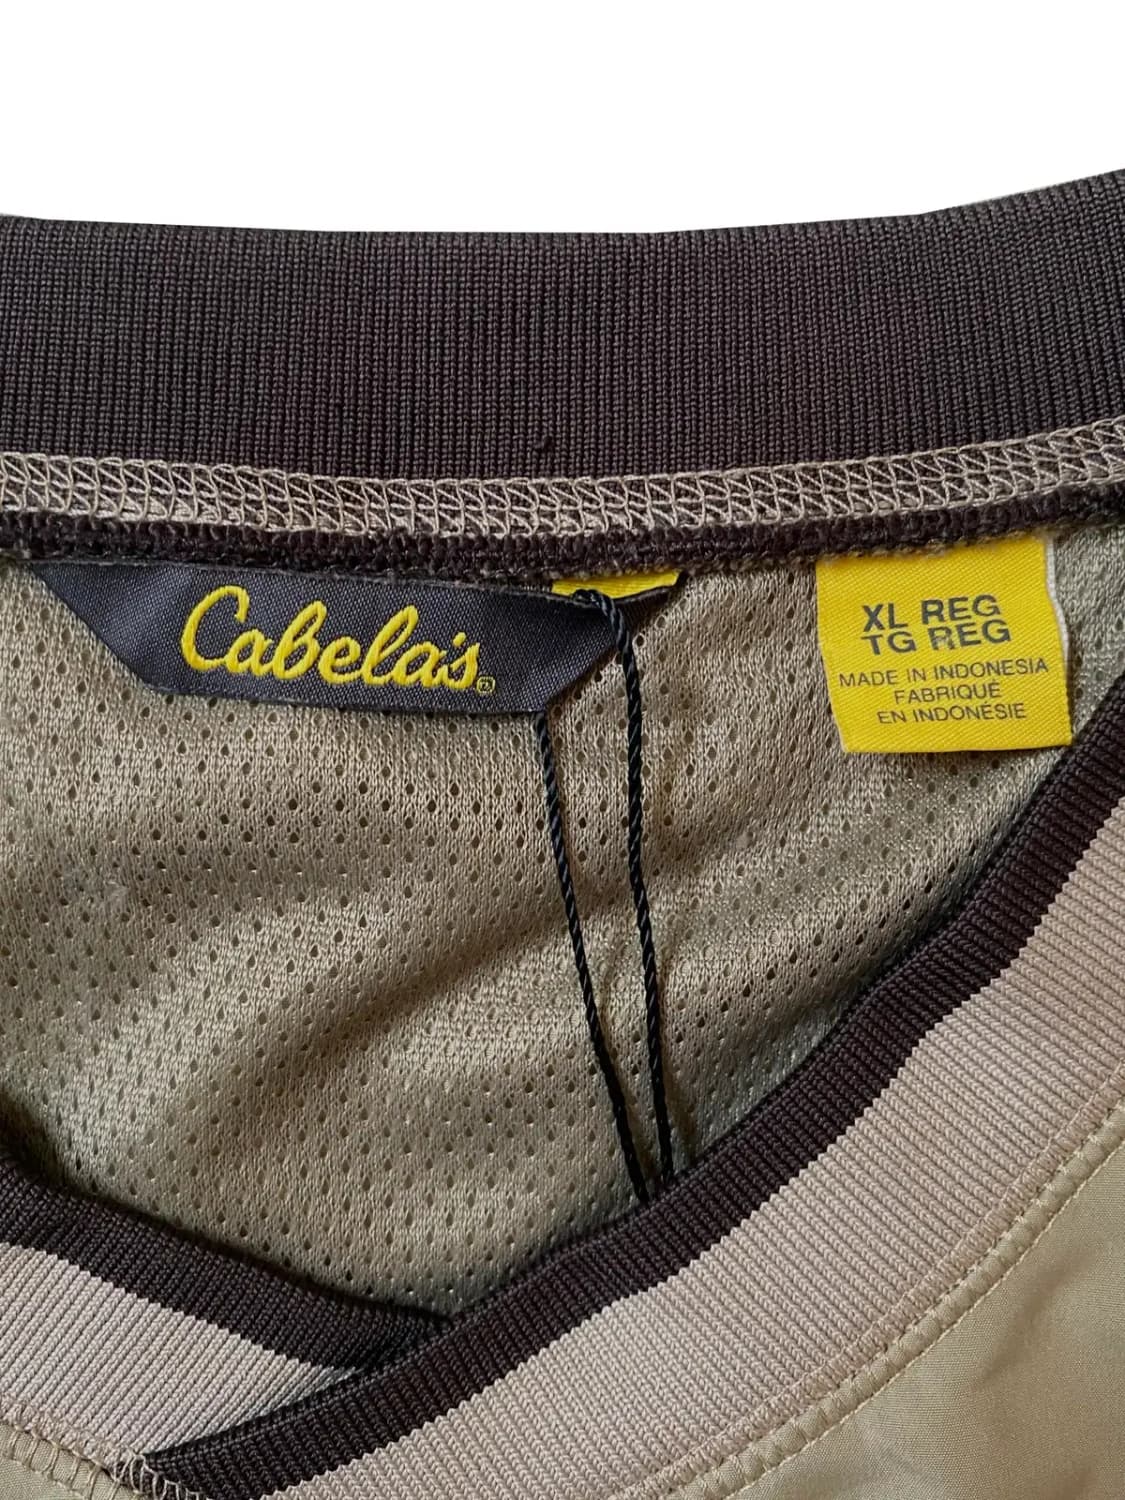 Cabela's®
XL REG
TG REG
MADE IN INDONESIA
FABRIQUÉ
EN INDONÉSIE